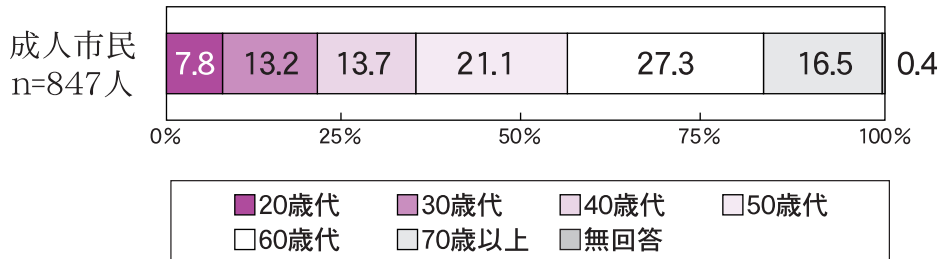 成人市民
n=847人
7.8 13.2 13.7 21.1 27.3 16.5 0.4
0% 25% 50% 75% 100%
20歳代 30歳代 40歳代 50歳代
60歳代 70歳以上 無回答